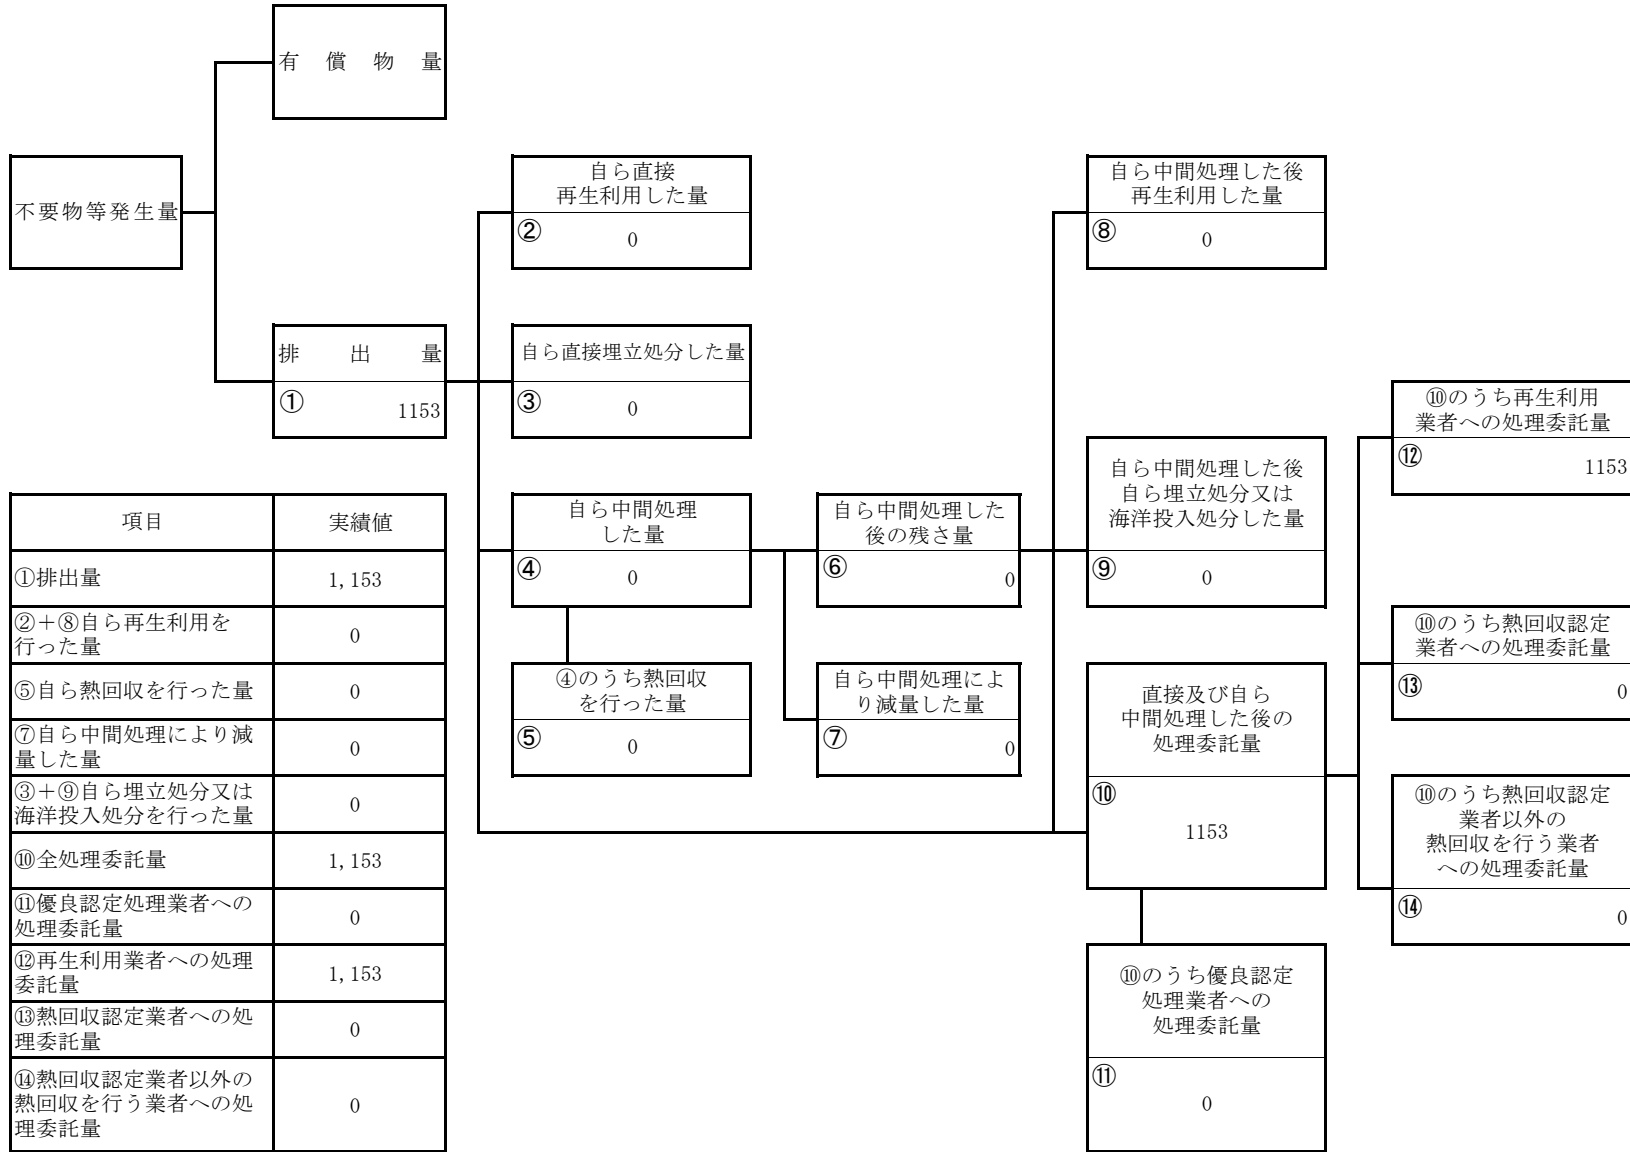 有償物量
不要物等発生量
排出量
① 1153
自ら直接
再生利用した量
② 0
自ら直接埋立処分した量
③ 0
自ら中間処理
した量
④ 0
④のうち熱回収
を行った量
⑤ 0
自ら中間処理した
後の残さ量
⑥ 0
自ら中間処理によ
り減量した量
⑦ 0
自ら中間処理した後
再生利用した量
⑧ 0
自ら中間処理した後
自ら埋立処分又は
海洋投入処分した量
⑨ 0
直接及び自ら
中間処理した後の
処理委託量
⑩
1153
⑩のうち優良認定
処理業者への
処理委託量
⑪
0
⑩のうち再生利用
業者への処理委託量
⑫ 1153
⑩のうち熱回収認定
業者への処理委託量
⑬ 0
⑩のうち熱回収認定
業者以外の
熱回収を行う業者
への処理委託量
⑭ 0
項目 実績値
①排出量 1,153
②＋⑧自ら再生利用を
行った量 0
⑤自ら熱回収を行った量 0
⑦自ら中間処理により減
量した量 0
③＋⑨自ら埋立処分又は
海洋投入処分を行った量 0
⑩全処理委託量 1,153
⑪優良認定処理業者への
処理委託量 0
⑫再生利用業者への処理
委託量 1,153
⑬熱回収認定業者への処
理委託量 0
⑭熱回収認定業者以外の
熱回収を行う業者への処
理委託量 0